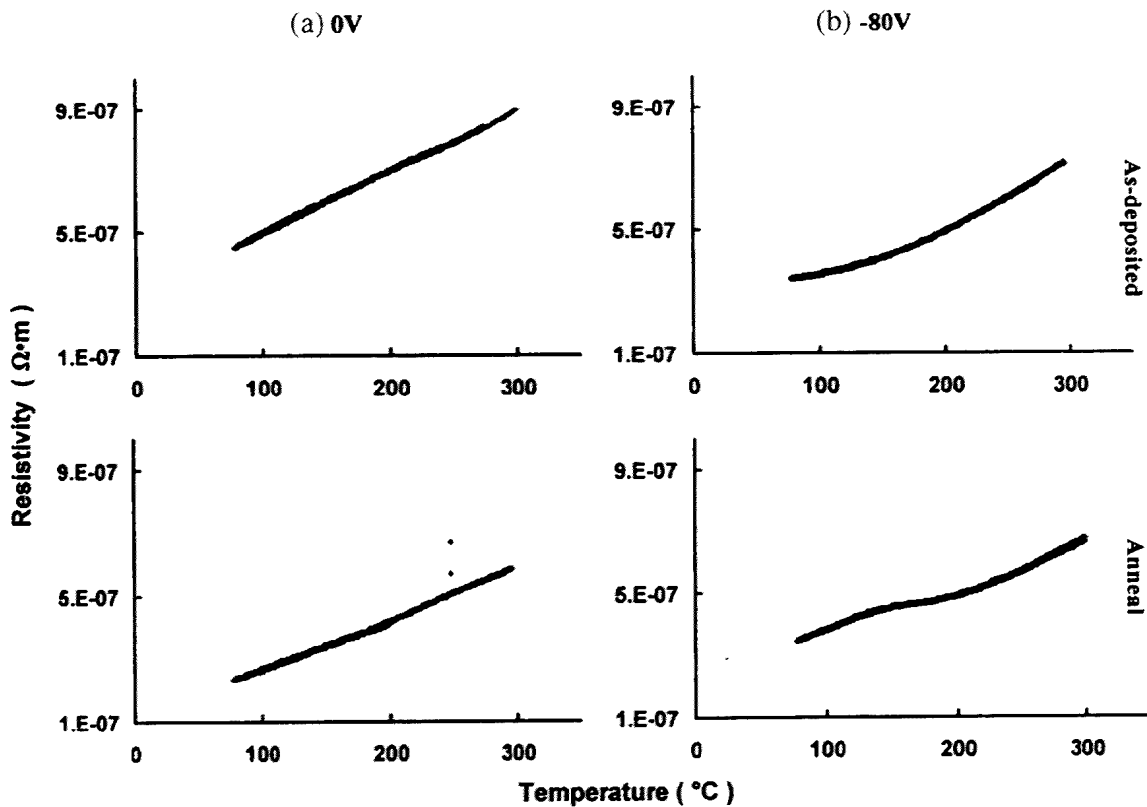 (a) 0V
(b) -80V
9.E-07
5.E-07
1.E-07
0
100
200
300
9.E-07
5.E-07
1.E-07
0
100
200
300
As-deposited
Resistivity ( Ω•m )
9.E-07
5.E-07
1.E-07
0
100
200
300
9.E-07
5.E-07
1.E-07
0
100
200
300
Anneal
Temperature ( °C )